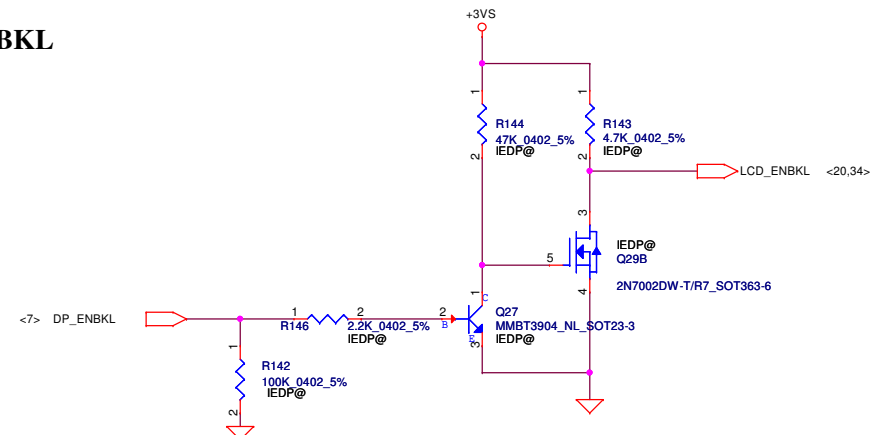 +3VS
BKL
1
1
R144
47K_0402_5%
IEDP@
2
R143
4.7K_0402_5%
IEDP@
2
LCD_ENBKL <20,34>
3
IEDP@
Q29B
5
2N7002DW-T/R7_SOT363-6
4
1
C
Q27
MMBT3904_NL_SOT23-3
IEDP@
2
B
E
3
<7> DP_ENBKL
1
R146
2
2.2K_0402_5%
IEDP@
1
R142
100K_0402_5%
IEDP@
2